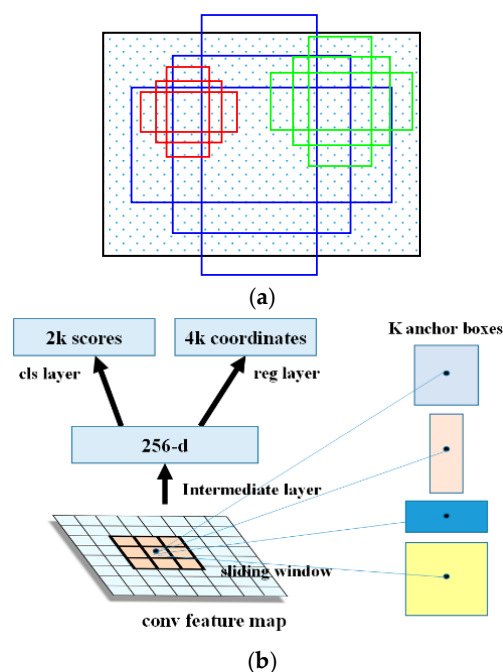 (a)
2k scores
4k coordinates
K anchor boxes
cls layer
reg layer
256-d
Intermediate layer
sliding window
conv feature map
(b)